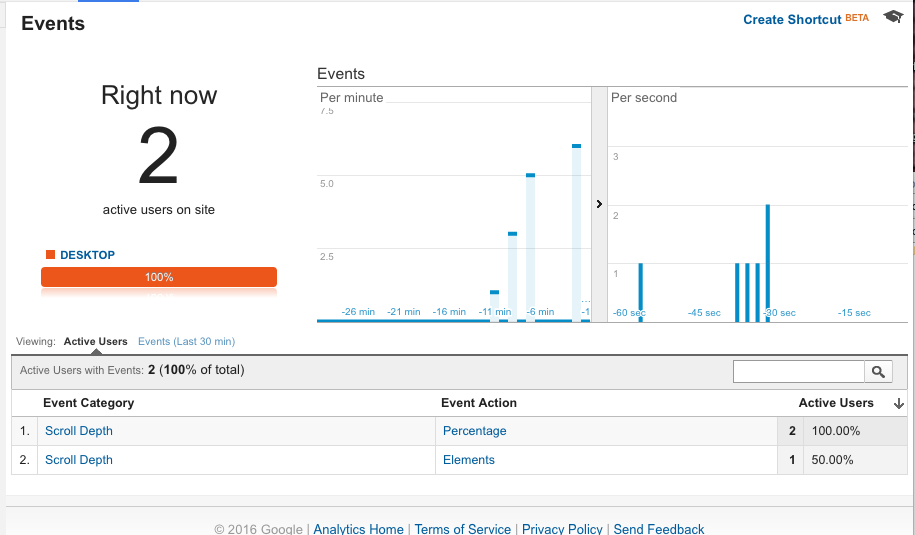 Events
Create Shortcut BETA
Right now
2
active users on site
DESKTOP
100%
Events
Per minute
7.5
5.0
2.5
-26 min -21 min -16 min -11 min -6 min -1
...
Per second
3
2
1
-60 sec -45 sec -30 sec -15 sec
Viewing: Active Users Events (Last 30 min)
Active Users with Events: 2 (100% of total)
Event Category Event Action Active Users
1. Scroll Depth Percentage 2 100.00%
2. Scroll Depth Elements 1 50.00%
© 2016 Google | Analytics Home | Terms of Service | Privacy Policy | Send Feedback